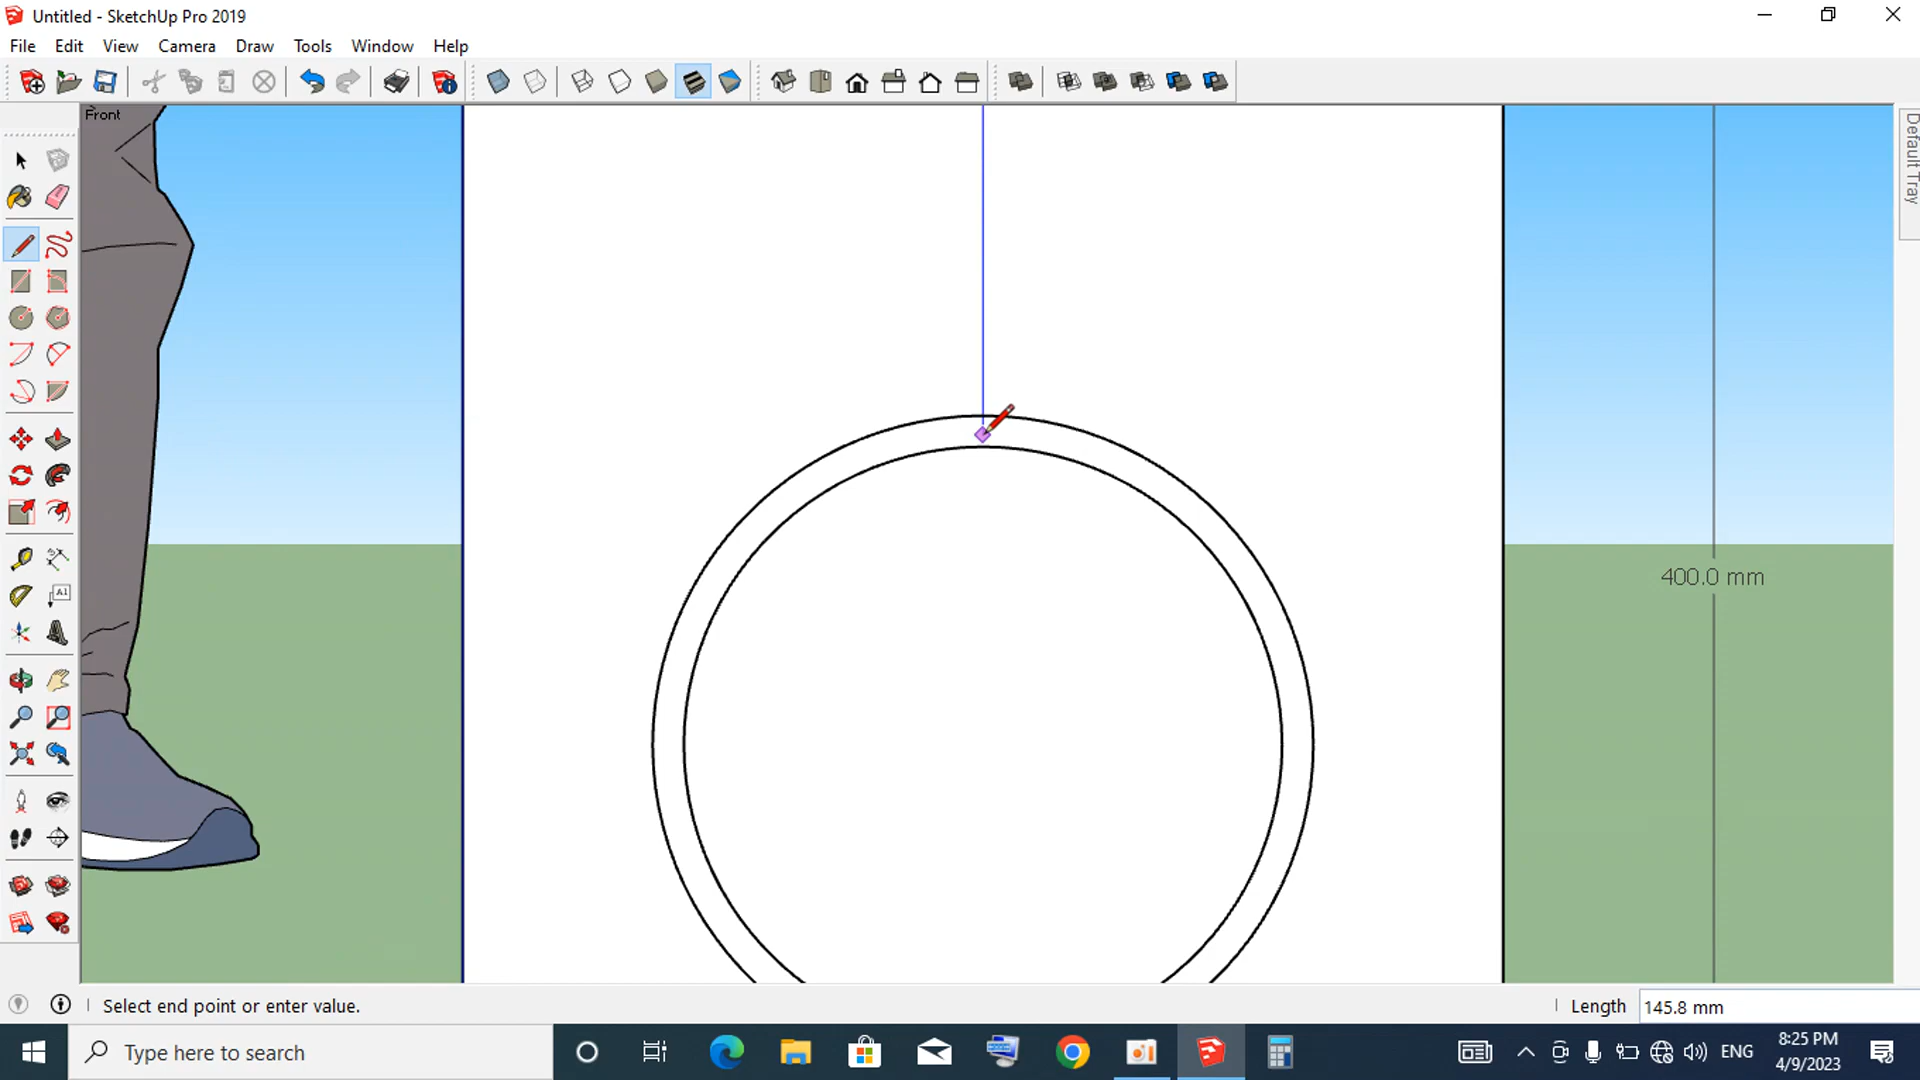 Untitled - SketchUp Pro 2019
File Edit View Camera Draw Tools Window Help
Front
Default Tray
A1
400.0 mm
Select end point or enter value.
Length 145.8 mm
Type here to search
ENG
8:25 PM
4/9/2023